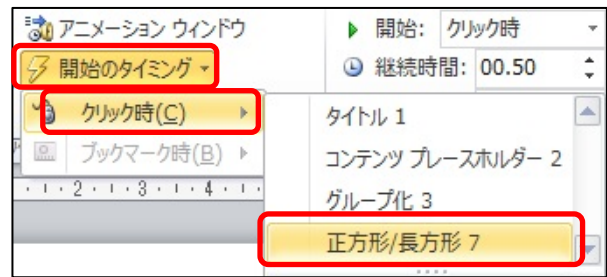 アニメーション ウィンドウ
開始: クリック時
開始のタイミング
継続時間: 00.50
クリック時(C)
ブックマーク時(B)
タイトル 1
コンテンツ プレースホルダー 2
グループ化 3
正方形/長方形 7
2 3 4